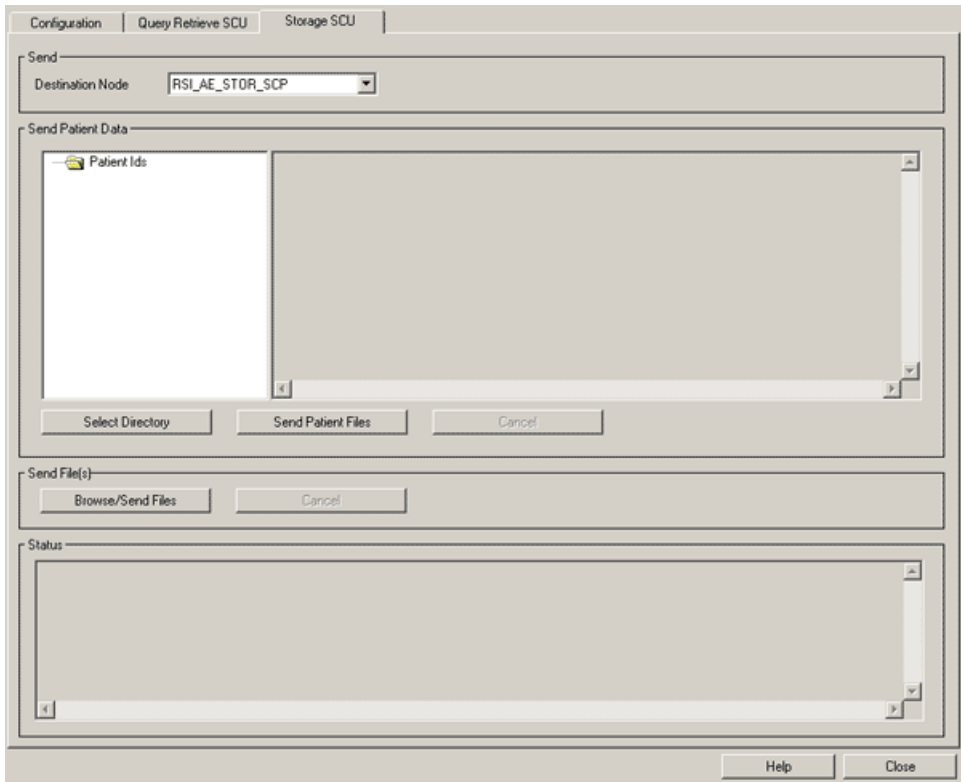 Configuration
Query Retrieve SCU
Storage SCU
Send
Destination Node
RSI_AE_STOR_SCP
Send Patient Data
Patient Ids
Select Directory
Send Patient Files
Cancel
Send File(s)
Browse/Send Files
Cancel
Status
Help
Close